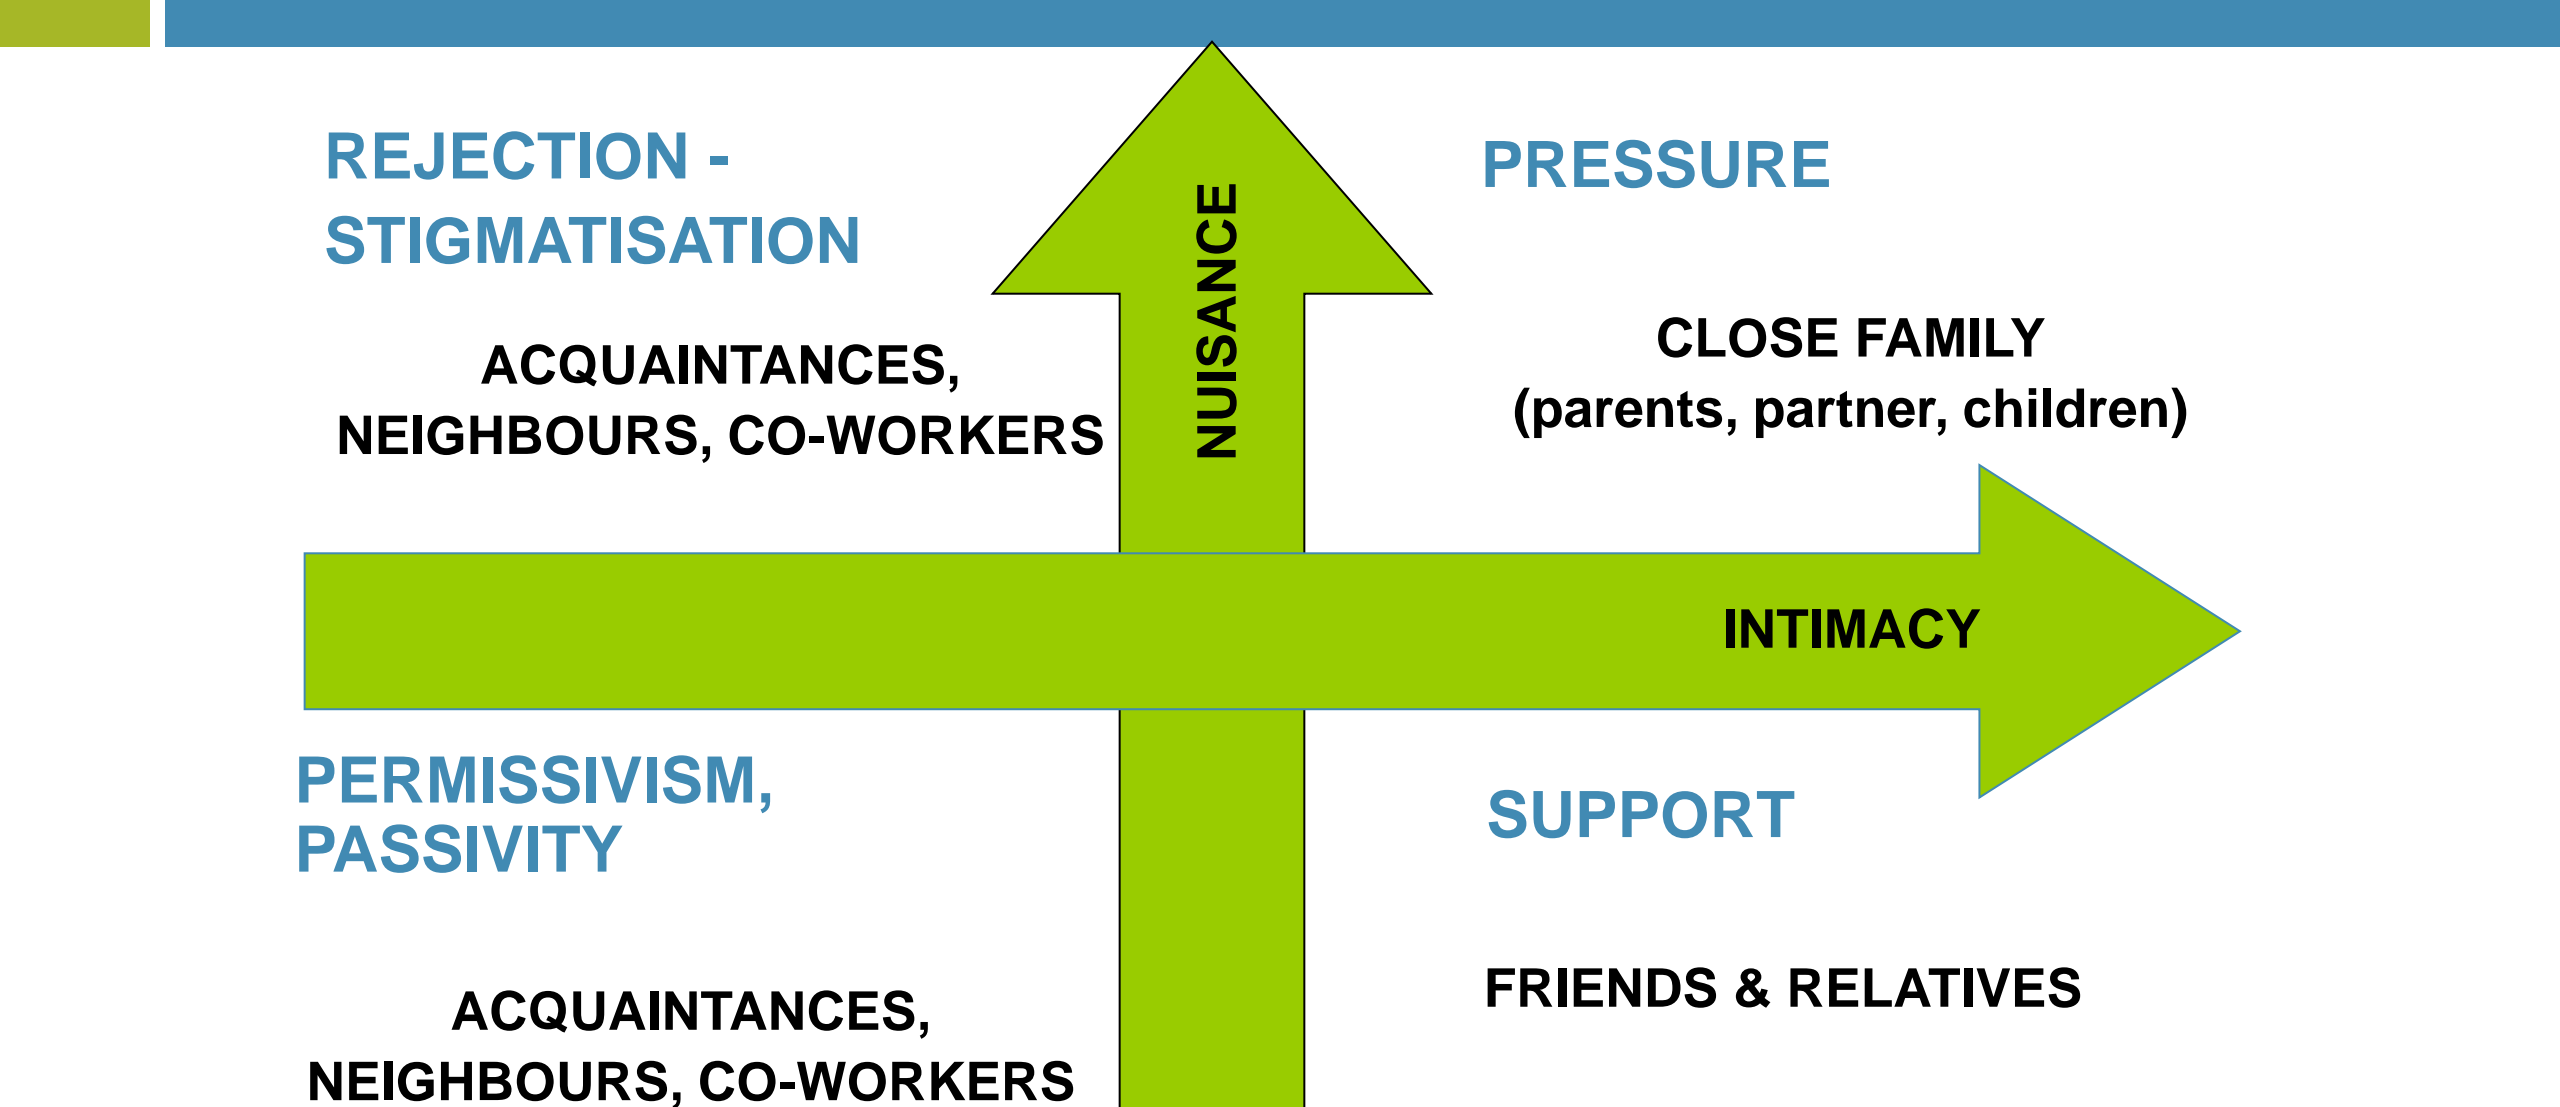 REJECTION -
STIGMATISATION
ACQUAINTANCES,
NEIGHBOURS, CO-WORKERS
NUISANCE
PRESSURE
CLOSE FAMILY
(parents, partner, children)
INTIMACY
PERMISSIVISM,
PASSIVITY
ACQUAINTANCES,
NEIGHBOURS, CO-WORKERS
SUPPORT
FRIENDS & RELATIVES